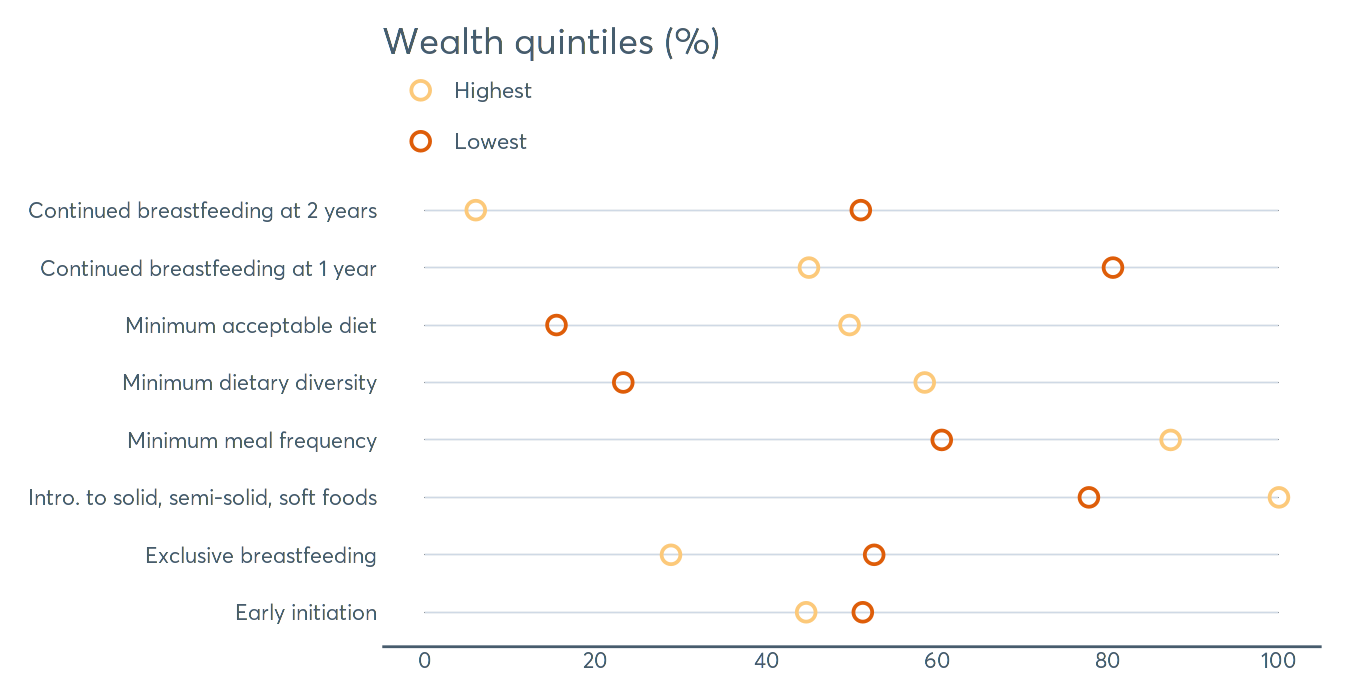 Wealth quintiles (%)
Highest
Lowest
Continued breastfeeding at 2 years
Continued breastfeeding at 1 year
Minimum acceptable diet
Minimum dietary diversity
Minimum meal frequency
Intro. to solid, semi-solid, soft foods
Exclusive breastfeeding
Early initiation
0 20 40 60 80 100